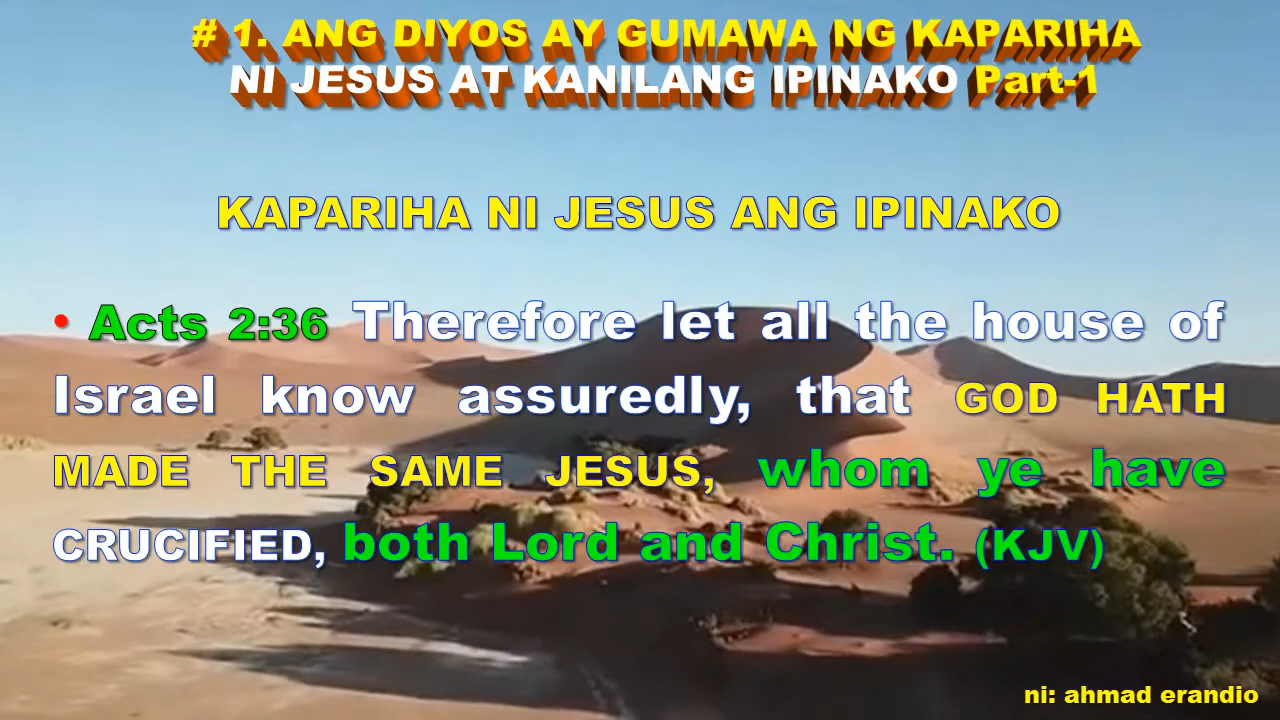 # 1. ANG DIYOS AY GUMAWA NG KAPARIHA
NI JESUS AT KANILANG IPINAKO Part-1
KAPARIHA NI JESUS ANG IPINAKO
• Acts 2:36 Therefore let all the house of
Israel know assuredly, that GOD HATH
MADE THE SAME JESUS, whom ye have
CRUCIFIED, both Lord and Christ. (KJV)
ni: ahmad erandio